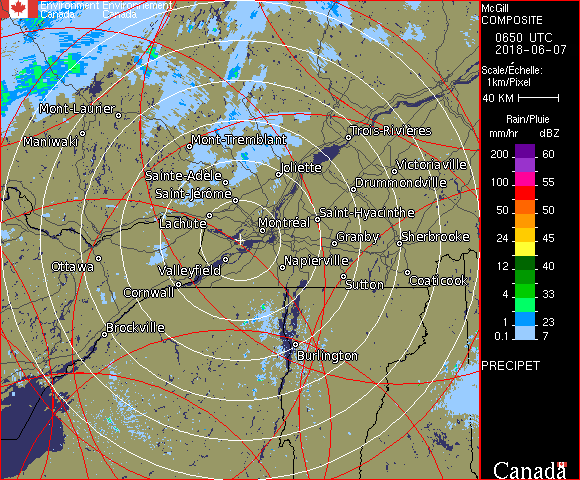 Environment Environnement
Canada Canada
McGill
COMPOSITE
0650 UTC
2018-06-07
Scale/Échelle:
1km/Pixel
40 KM
Rain/Pluie
mm/hr dBZ
200 60
100 55
50 50
24 45
12 40
4 33
1 23
0.1 7
PRECIPET
Canada
Mont-Laurier
Maniwaki
Mont-Tremblant
Trois-Rivières
Joliette
Victoriaville
Sainte-Adèle
Drummondville
Saint-Jérôme
Lachute
Saint-Hyacinthe
Montréal
Granby
Sherbrooke
Ottawa
Valleyfield
Napierville
Cornwall
Sutton
Coaticook
Brockville
Burlington